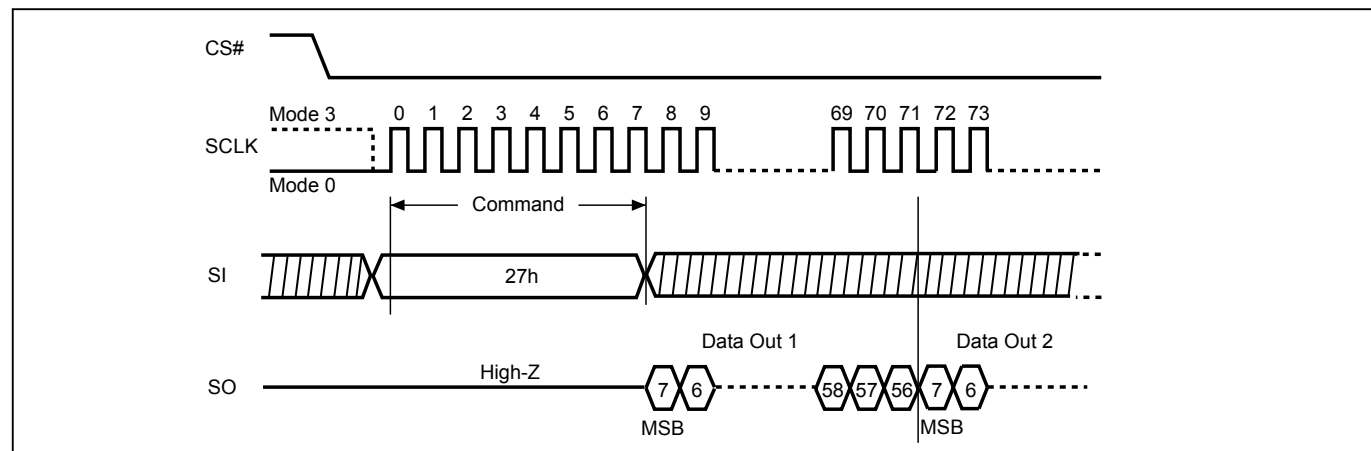 CS#
Mode 3
0 1 2 3 4 5 6 7 8 9 69 70 71 72 73
SCLK
Mode 0
Command
SI
27h
Data Out 1 Data Out 2
High-Z
SO
7 6 58 57 56 7 6
MSB MSB